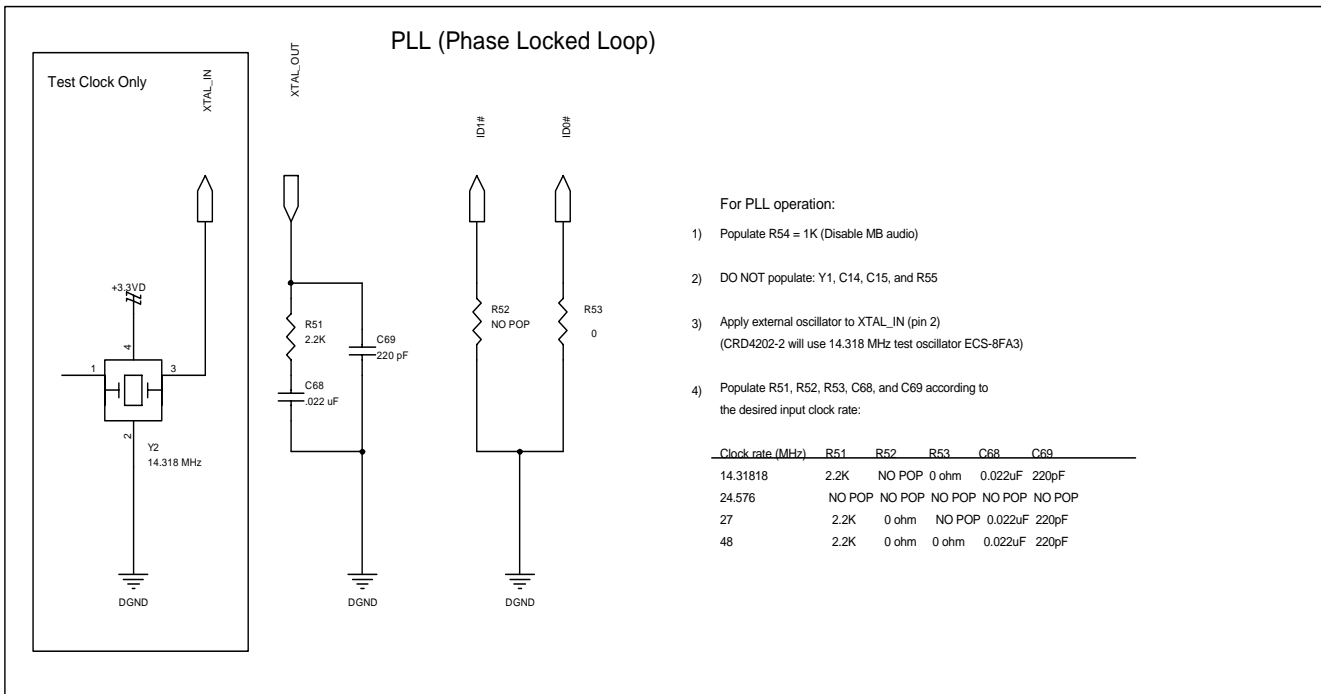 PLL (Phase Locked Loop)
Test Clock Only
XTAL_IN
XTAL_OUT
ID1#
ID0#
+3.3VD
4
1
3
2
Y2
14.318 MHz
DGND
R51
2.2K
C69
220 pF
C68
.022 uF
DGND
R52
NO POP
R53
0
DGND
For PLL operation:
1) Populate R54 = 1K (Disable MB audio)
2) DO NOT populate: Y1, C14, C15, and R55
3) Apply external oscillator to XTAL_IN (pin 2)
(CRD4202-2 will use 14.318 MHz test oscillator ECS-8FA3)
4) Populate R51, R52, R53, C68, and C69 according to
the desired input clock rate:
Clock rate (MHz) R51 R52 R53 C68 C69
14.31818 2.2K NO POP 0 ohm 0.022uF 220pF
24.576 NO POP NO POP NO POP NO POP NO POP
27 2.2K 0 ohm NO POP 0.022uF 220pF
48 2.2K 0 ohm 0 ohm 0.022uF 220pF